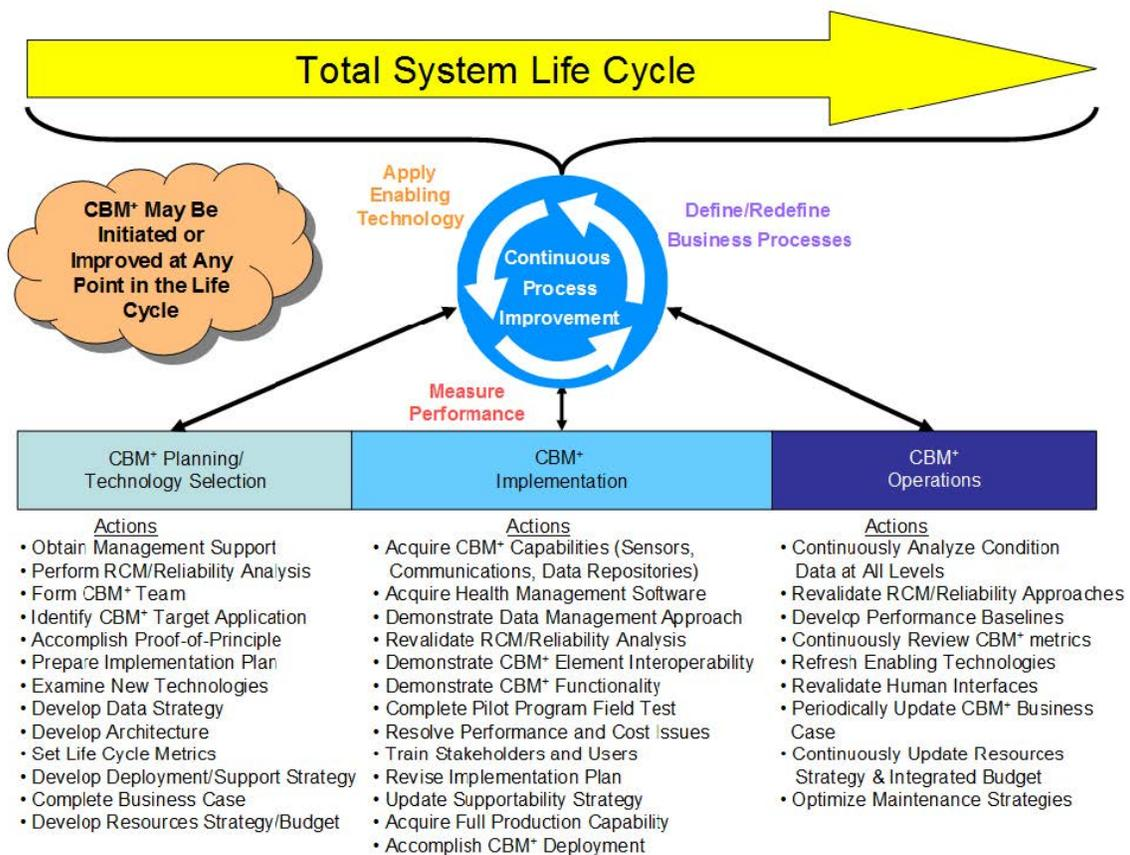 Total System Life Cycle
CBM⁺ May Be
Initiated or
Improved at Any
Point in the Life
Cycle
Apply
Enabling
Technology
Define/Redefine
Business Processes
Continuous
Process
Improvement
Measure
Performance
CBM⁺ Planning/
Technology Selection
Actions
• Obtain Management Support
• Perform RCM/Reliability Analysis
• Form CBM⁺ Team
• Identify CBM⁺ Target Application
• Accomplish Proof-of-Principle
• Prepare Implementation Plan
• Examine New Technologies
• Develop Data Strategy
• Develop Architecture
• Set Life Cycle Metrics
• Develop Deployment/Support Strategy
• Complete Business Case
• Develop Resources Strategy/Budget
CBM⁺
Implementation
Actions
• Acquire CBM⁺ Capabilities (Sensors,
Communications, Data Repositories)
• Acquire Health Management Software
• Demonstrate Data Management Approach
• Revalidate RCM/Reliability Analysis
• Demonstrate CBM⁺ Element Interoperability
• Demonstrate CBM⁺ Functionality
• Complete Pilot Program Field Test
• Resolve Performance and Cost Issues
• Train Stakeholders and Users
• Revise Implementation Plan
• Update Supportability Strategy
• Acquire Full Production Capability
• Accomplish CBM⁺ Deployment
CBM⁺
Operations
Actions
• Continuously Analyze Condition
Data at All Levels
• Revalidate RCM/Reliability Approaches
• Develop Performance Baselines
• Continuously Review CBM⁺ metrics
• Refresh Enabling Technologies
• Revalidate Human Interfaces
• Periodically Update CBM⁺ Business
Case
• Continuously Update Resources
Strategy & Integrated Budget
• Optimize Maintenance Strategies